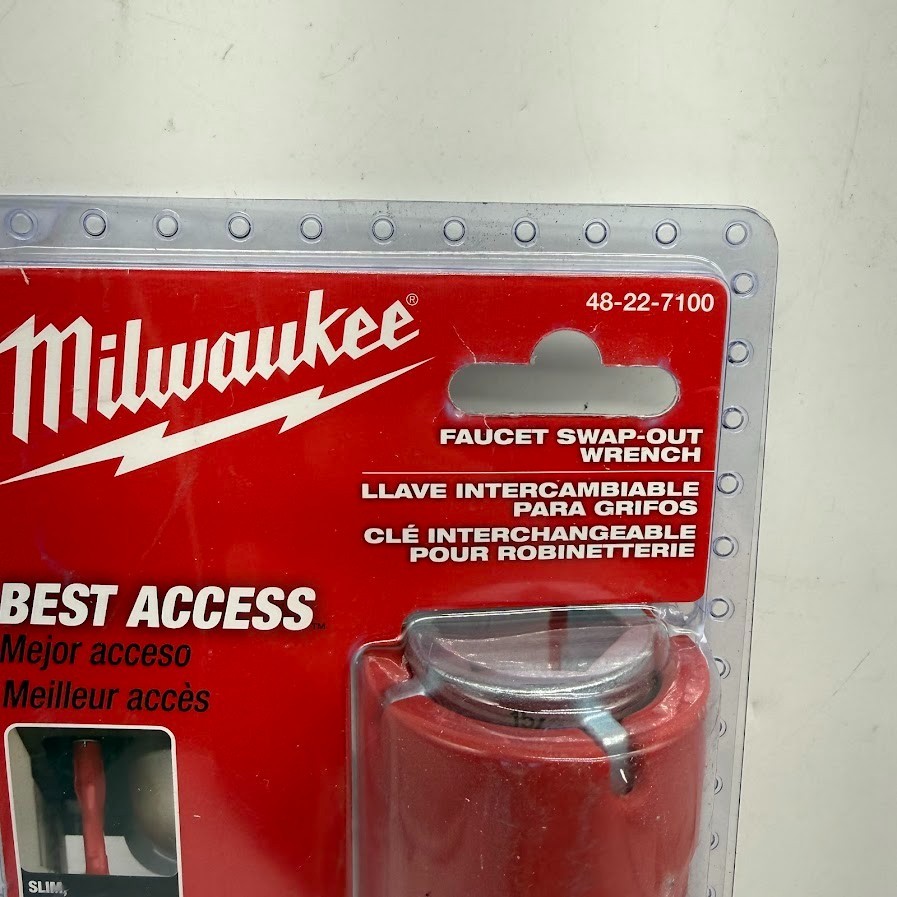 Milwaukee®
48-22-7100
FAUCET SWAP-OUT
WRENCH
LLAVE INTERCAMBIABLE
PARA GRIFOS
CLÉ INTERCHANGEABLE
POUR ROBINETTERIE
BEST ACCESS™
Mejor acceso
Meilleur accès
SLIM,